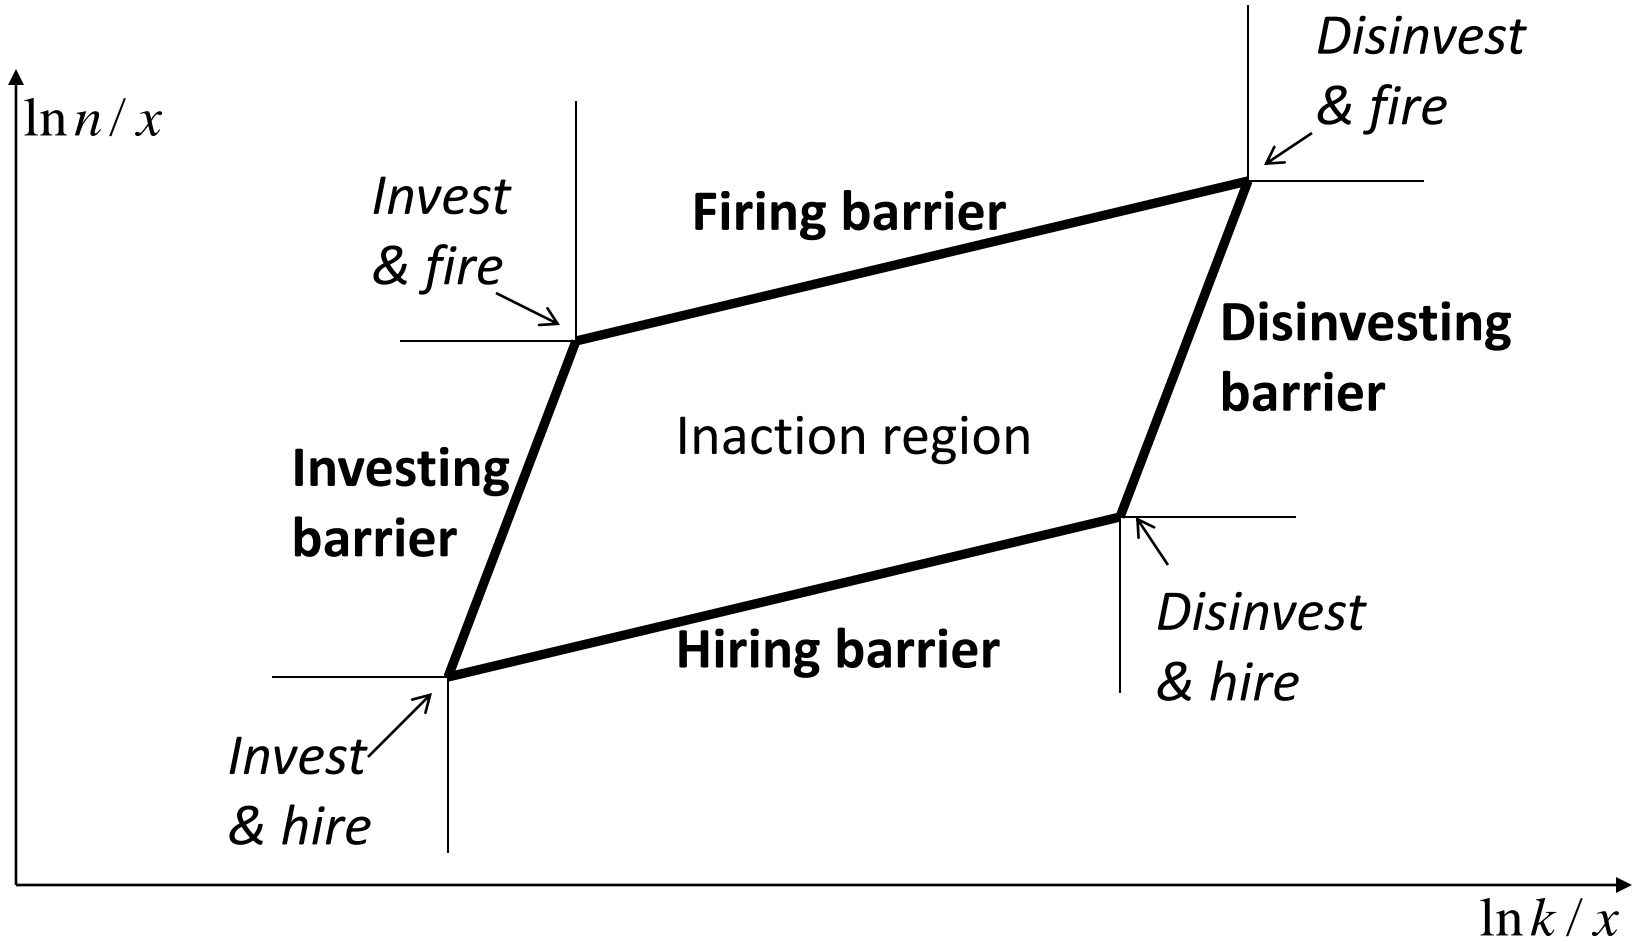 Disinvest
& fire
ln n / x
Invest
& fire
Firing barrier
Disinvesting
barrier
Inaction region
Investing
barrier
Disinvest
& hire
Hiring barrier
Invest
& hire
ln k / x